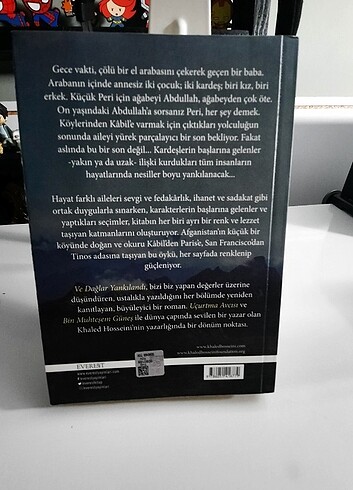 Gece vakti, çölü bir el arabasını çekerek geçen bir baba.
Arabanın içinde annesiz iki çocuk; iki kardeş; biri kız, biri
erkek. Küçük Peri için ağabeyi Abdullah, ağabeyden çok öte.
On yaşındaki Abdullah'a sorsanız Peri, her şey demek.
Köylerinden Kâbil'e varmak için çıktıkları yolculuğun
sonunda aileyi yürek parçalayıcı bir son bekliyor. Fakat
aslında bu bir son değil... Kardeşlerin başlarına gelenler
-yakın ya da uzak- ilişki kurdukları tüm insanların
hayatlarında nesiller boyu yankılanacak...
Hayat farklı aileleri sevgi ve fedakârlık, ihanet ve sadakat gibi
ortak duygularla sınarken, karakterlerin başlarına gelenler ve
yaptıkları seçimler, kitabın her biri ayrı bir renk ve lezzet
taşıyan katmanlarını oluşturuyor. Afganistan'ın küçük bir
köyünde doğan ve okuru Kâbil'den Paris'e, San Francisco'dan
Tinos adasına taşıyan bu öykü, her sayfada renklenip
güçleniyor.
Ve Dağlar Yankılandı, bizi biz yapan değerler üzerine
düşündüren, ustalıkla yazıldığını her bölümde yeniden
kanıtlayan, büyüleyici bir roman. Uçurtma Avcısı ve
Bin Muhteşem Güneş ile dünya çapında sevilen bir yazar olan
Khaled Hosseini'nin yazarlığında bir dönüm noktası.
www.khaledhosseini.com
www.khaledhosseinifoundation.org
EVEREST